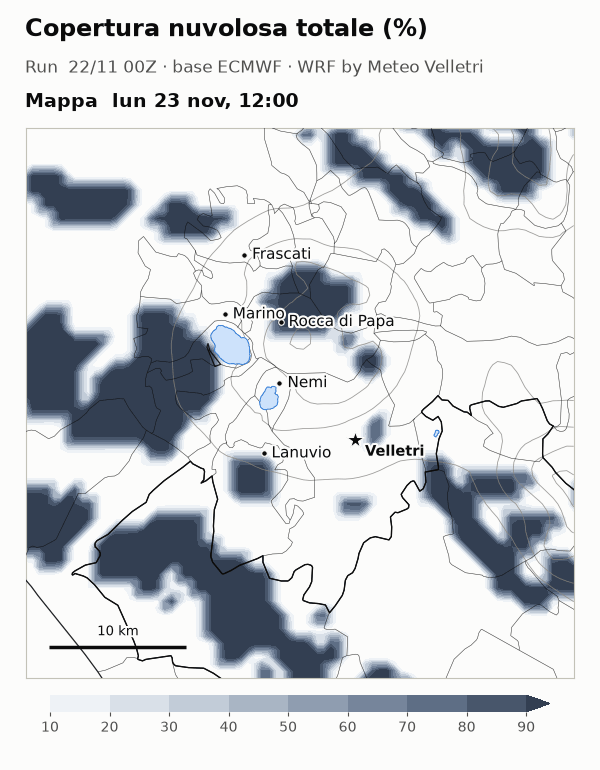 Copertura nuvolosa totale (%)
Run  22/11 00Z · base ECMWF · WRF by Meteo Velletri
Mappa  lun 23 nov, 12:00
Frascati
Marino
Rocca di Papa
Nemi
Velletri
Lanuvio
10 km
10 20 30 40 50 60 70 80 90